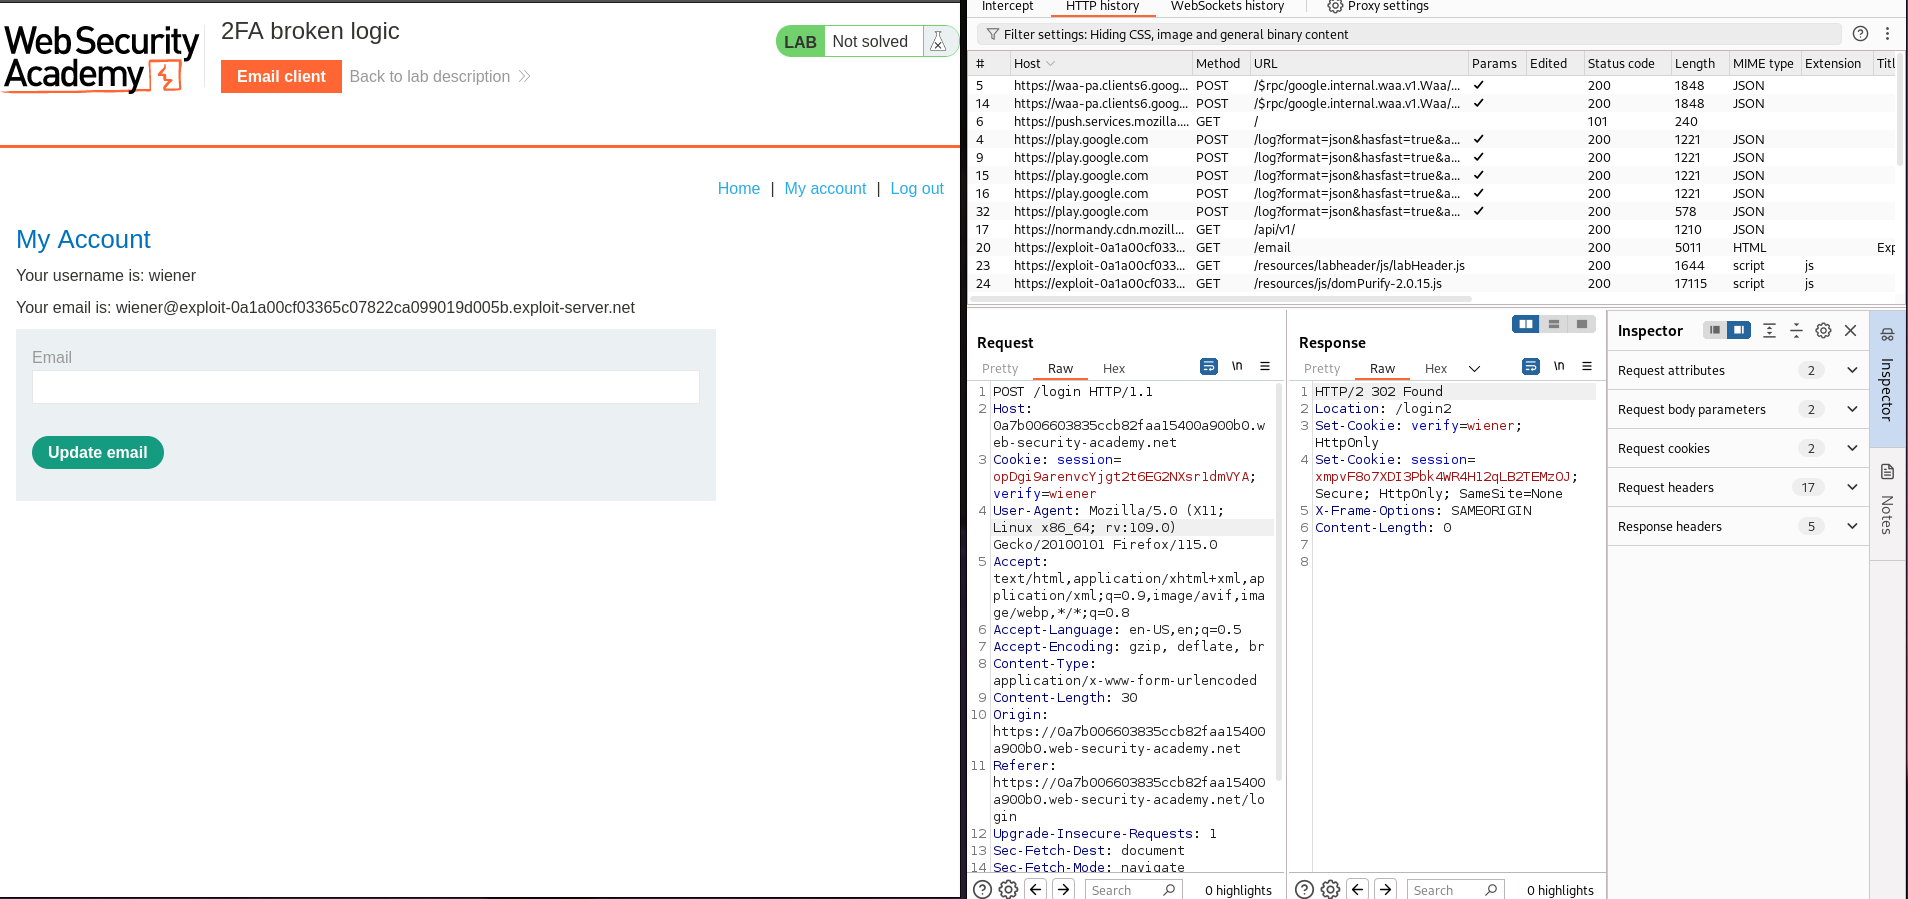 WebSecurity
Academy
2FA broken logic
Email client
Back to lab description
LAB Not solved
Home | My account | Log out
My Account
Your username is: wiener
Your email is: wiener@exploit-0a1a00cf03365c07822ca099019d005b.exploit-server.net
Email
Update email
Intercept HTTP history WebSockets history Proxy settings
Filter settings: Hiding CSS, image and general binary content
# Host Method URL Params Edited Status code Length MIME type Extension Titl
5 https://waa-pa.clients6.goog... POST /$rpc/google.internal.waa.v1.Waa/... ✓ 200 1848 JSON
14 https://waa-pa.clients6.goog... POST /$rpc/google.internal.waa.v1.Waa/... ✓ 200 1848 JSON
6 https://push.services.mozilla.... GET / 101 240
4 https://play.google.com POST /log?format=json&hasfast=true&a... ✓ 200 1221 JSON
9 https://play.google.com POST /log?format=json&hasfast=true&a... ✓ 200 1221 JSON
15 https://play.google.com POST /log?format=json&hasfast=true&a... ✓ 200 1221 JSON
16 https://play.google.com POST /log?format=json&hasfast=true&a... ✓ 200 1221 JSON
32 https://play.google.com POST /log?format=json&hasfast=true&a... ✓ 200 578 JSON
17 https://normandy.cdn.mozill... GET /api/v1/ 200 1210 JSON
20 https://exploit-0a1a00cf033... GET /email 200 5011 HTML Exp
23 https://exploit-0a1a00cf033... GET /resources/labheader/js/labHeader.js 200 1644 script js
24 https://exploit-0a1a00cf033... GET /resources/js/domPurify-2.0.15.js 200 17115 script js
Request
Pretty Raw Hex \n
1 POST /login HTTP/1.1
2 Host:
0a7b006603835ccb82faa15400a900b0.w
eb-security-academy.net
3 Cookie: session=
opDgi9arenvcYjgt2t6EG2NXsr1dmVYA;
verify=wiener
4 User-Agent: Mozilla/5.0 (X11;
Linux x86_64; rv:109.0)
Gecko/20100101 Firefox/115.0
5 Accept:
text/html,application/xhtml+xml,ap
plication/xml;q=0.9,image/avif,ima
ge/webp,*/*;q=0.8
6 Accept-Language: en-US,en;q=0.5
7 Accept-Encoding: gzip, deflate, br
8 Content-Type:
application/x-www-form-urlencoded
9 Content-Length: 30
10 Origin:
https://0a7b006603835ccb82faa15400
a900b0.web-security-academy.net
11 Referer:
https://0a7b006603835ccb82faa15400
a900b0.web-security-academy.net/lo
gin
12 Upgrade-Insecure-Requests: 1
13 Sec-Fetch-Dest: document
14 Sec-Fetch-Mode: navigate
Search 0 highlights
Response
Pretty Raw Hex \n
1 HTTP/2 302 Found
2 Location: /login2
3 Set-Cookie: verify=wiener;
HttpOnly
4 Set-Cookie: session=
xmpvF8o7XDI3Pbk4WR4H12qLB2TEMzOJ;
Secure; HttpOnly; SameSite=None
5 X-Frame-Options: SAMEORIGIN
6 Content-Length: 0
7
8
Search 0 highlights
Inspector
Request attributes 2
Request body parameters 2
Request cookies 2
Request headers 17
Response headers 5
Inspector
Notes